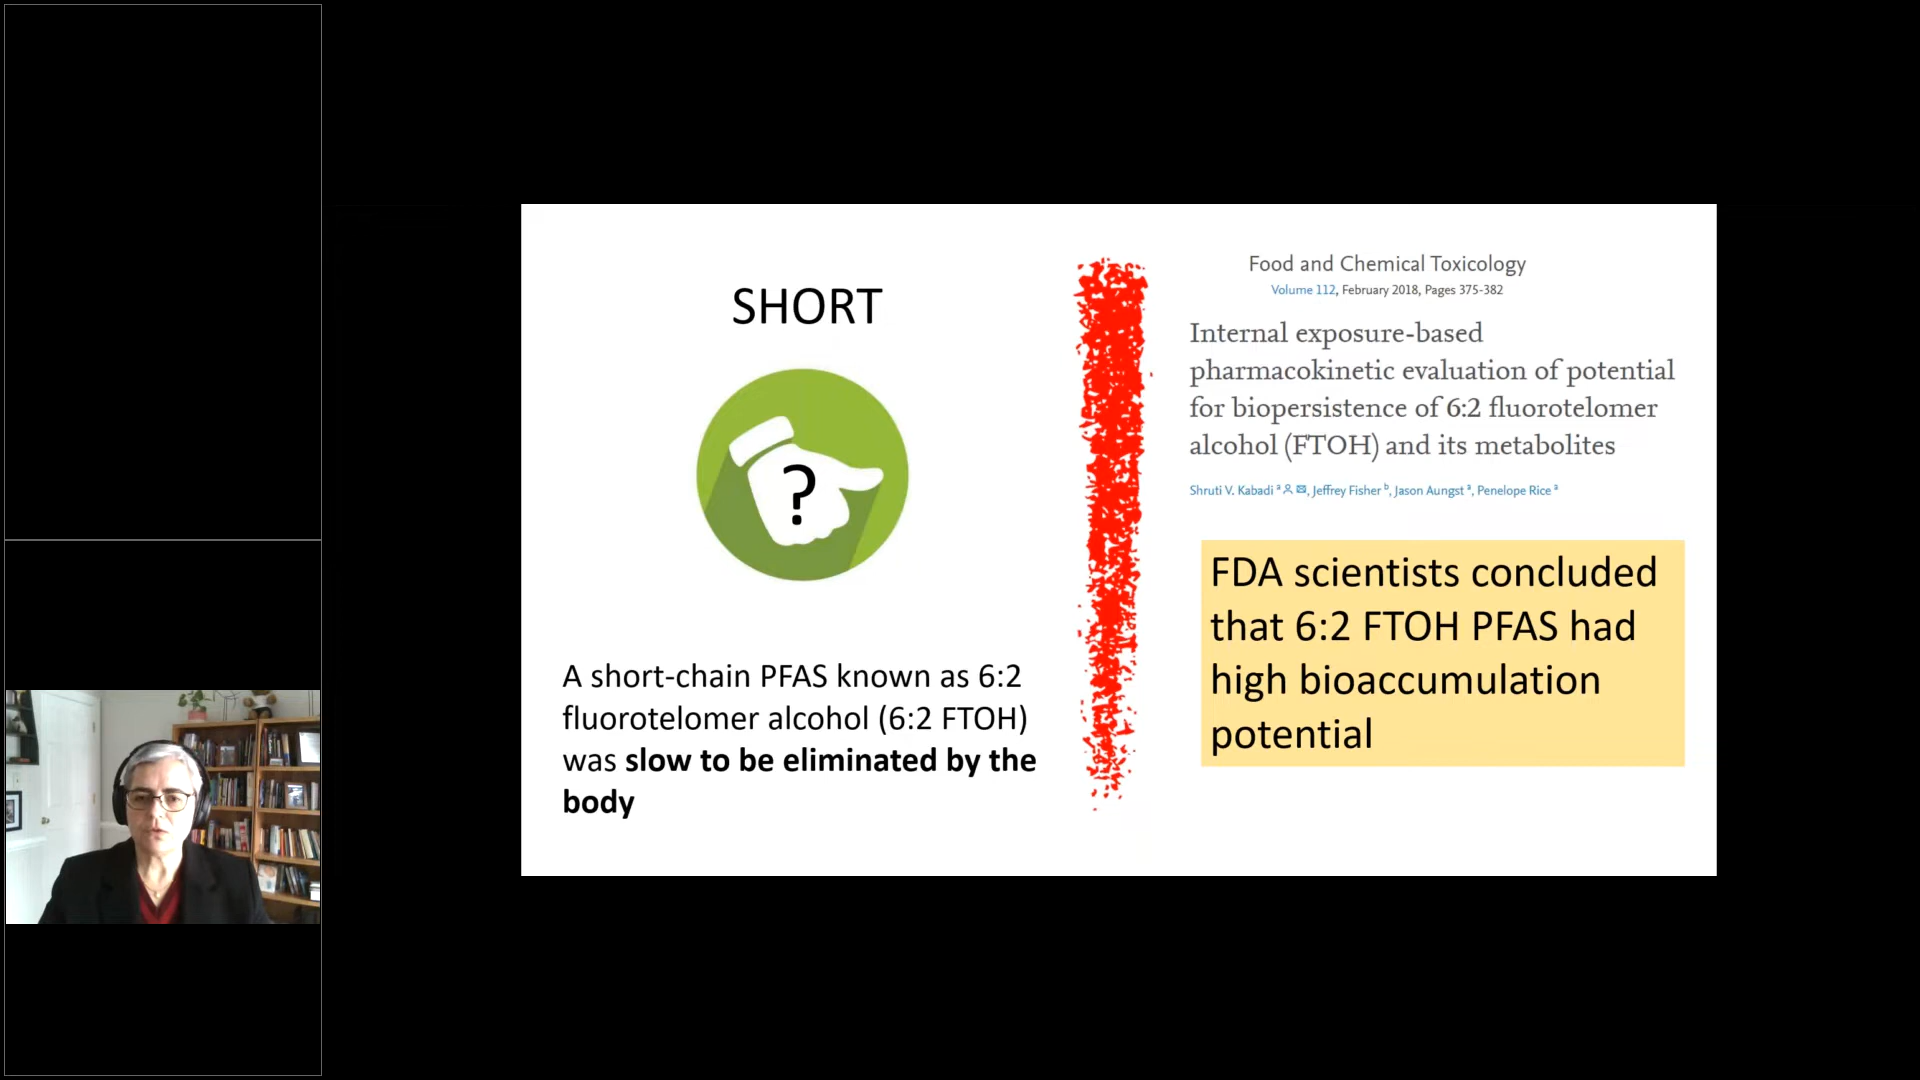 SHORT
?
A short-chain PFAS known as 6:2
fluorotelomer alcohol (6:2 FTOH)
was slow to be eliminated by the
body
Food and Chemical Toxicology
Volume 112, February 2018, Pages 375-382
Internal exposure-based
pharmacokinetic evaluation of potential
for biopersistence of 6:2 fluorotelomer
alcohol (FTOH) and its metabolites
Shruti V. Kabadi a, Jeffrey Fisher b, Jason Aungst a, Penelope Rice a
FDA scientists concluded
that 6:2 FTOH PFAS had
high bioaccumulation
potential